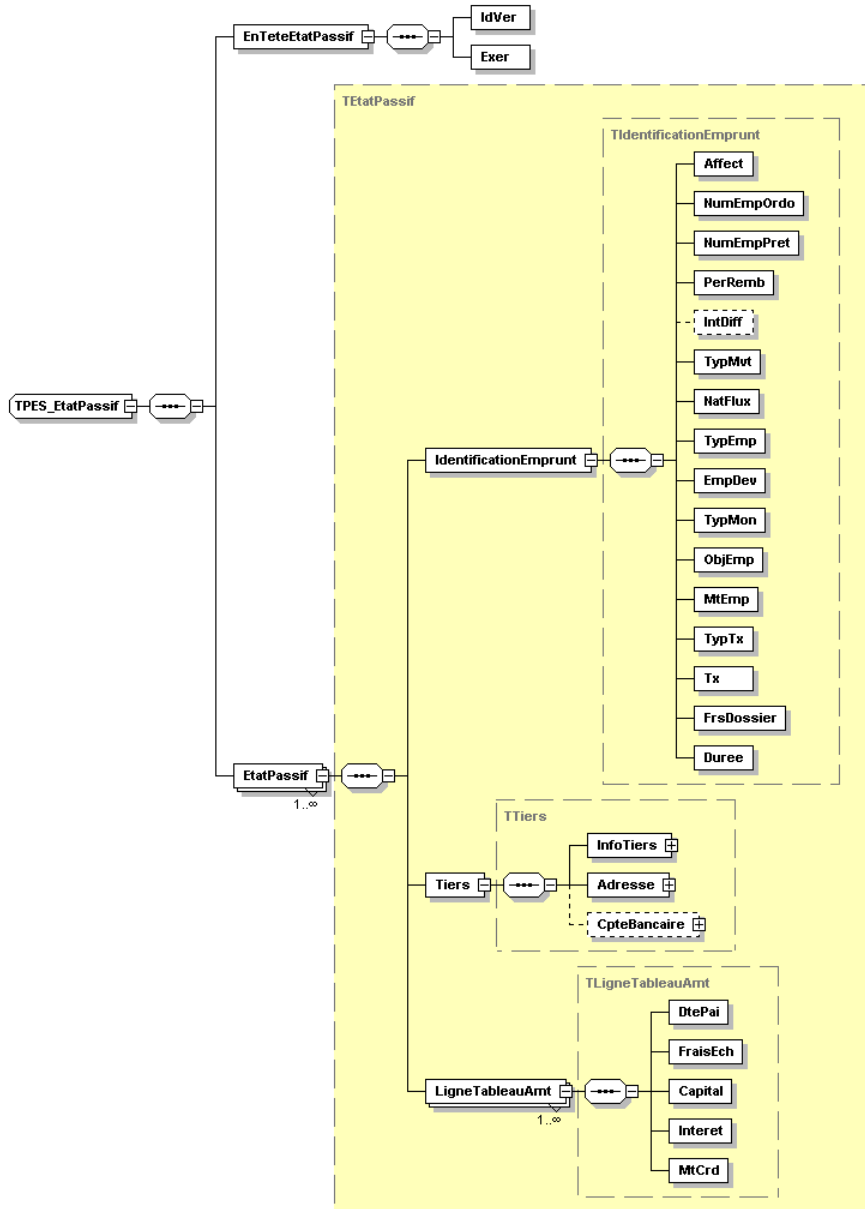 IdVer
EnTeteEtatPassif
Exer
TEtatPassif
TIdentificationEmprunt
Affect
NumEmpOrdo
NumEmpPret
PerRemb
IntDiff
TypMvt
TPES_EtatPassif
NatFlux
TypEmp
IdentificationEmprunt
EmpDev
TypMon
ObjEmp
MtEmp
TypTx
Tx
FrsDossier
Duree
EtatPassif
1..∞
TTiers
InfoTiers
Tiers
Adresse
CpteBancaire
TLigneTableauAmt
DtePai
FraisEch
LigneTableauAmt
Capital
1..∞
Interet
MtCrd